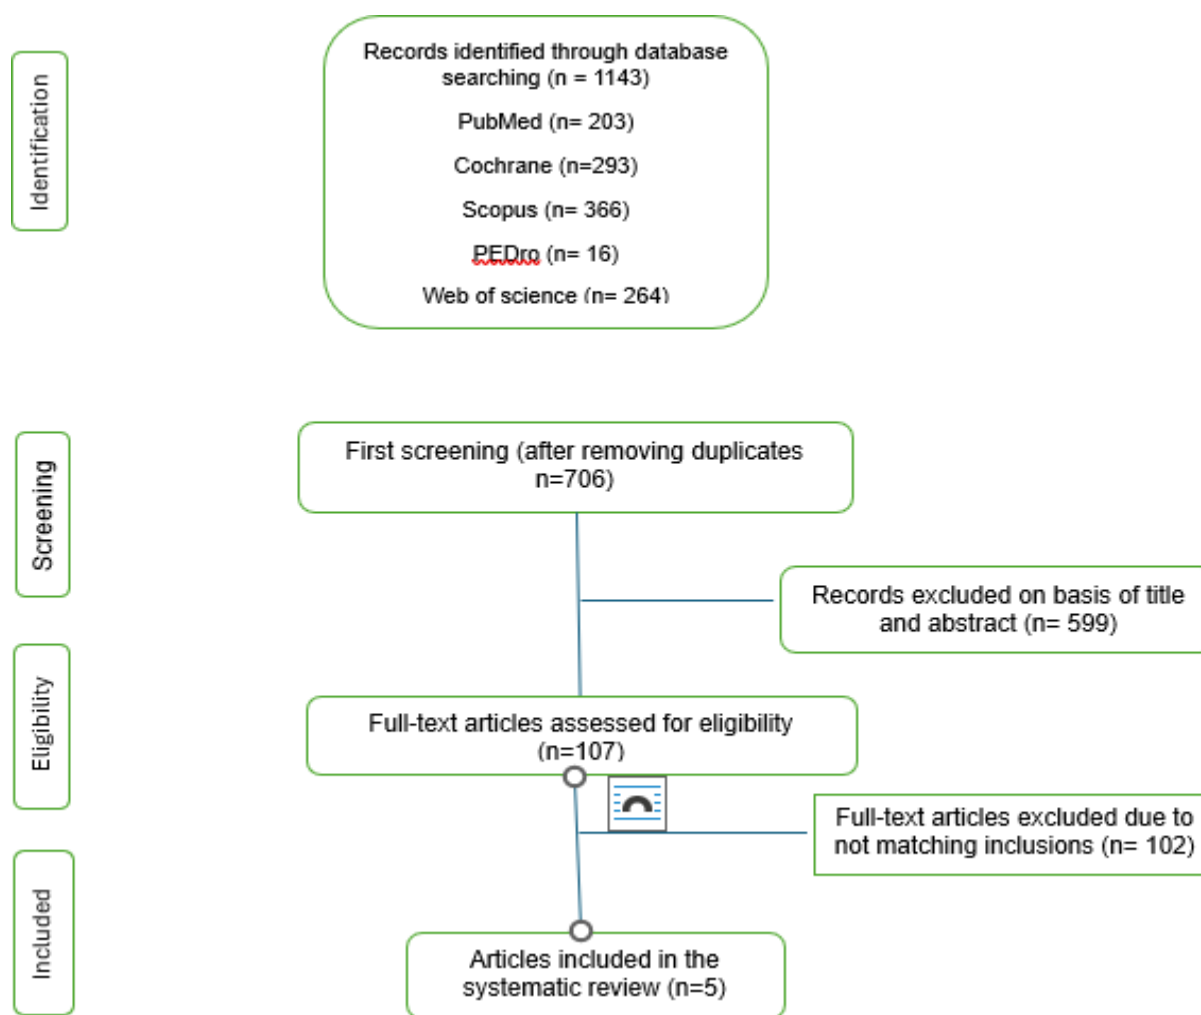 Identification
Records identified through database
searching (n = 1143)
PubMed (n= 203)
Cochrane (n=293)
Scopus (n= 366)
PEDro (n= 16)
Web of science (n= 264)
Screening
First screening (after removing duplicates
n=706)
Records excluded on basis of title
and abstract (n= 599)
Eligibility
Full-text articles assessed for eligibility
(n=107)
Full-text articles excluded due to
not matching inclusions (n= 102)
Included
Articles included in the
systematic review (n=5)